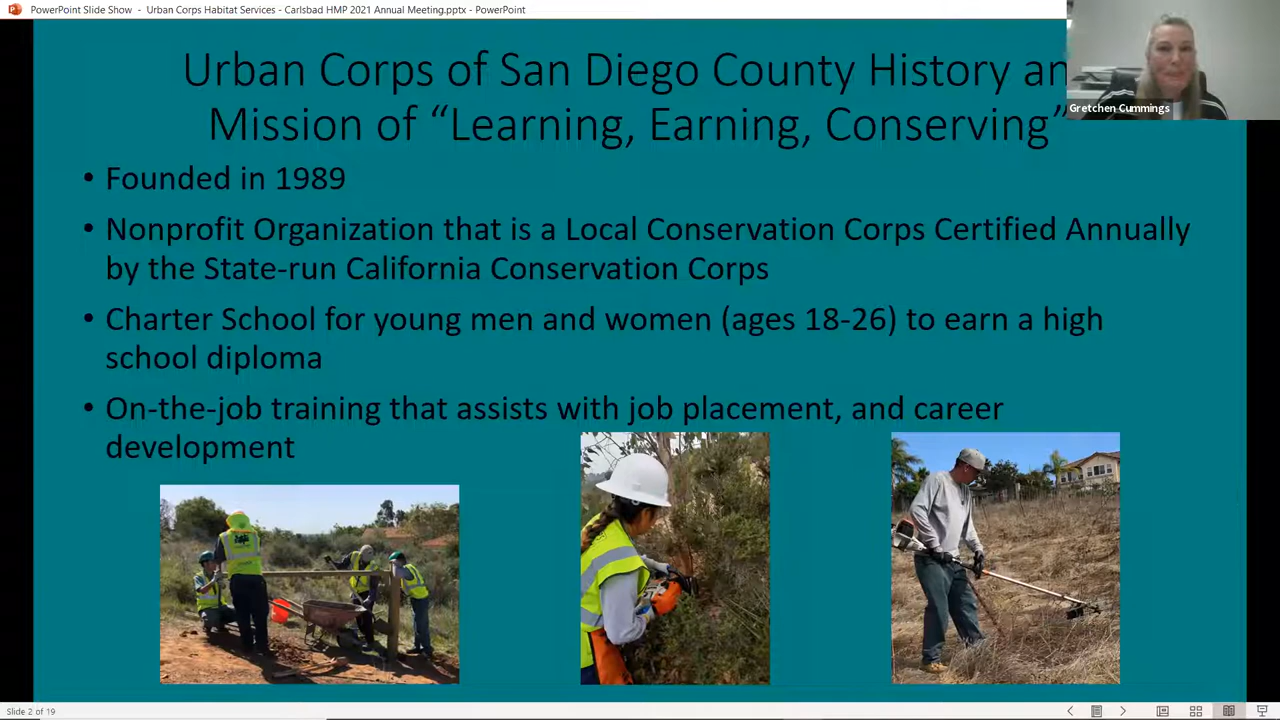 PowerPoint Slide Show - Urban Corps Habitat Services - Carlsbad HMP 2021 Annual Meeting.pptx - PowerPoint
Urban Corps of San Diego County History an
Mission of “Learning, Earning, Conserving”
Gretchen Cummings
• Founded in 1989
• Nonprofit Organization that is a Local Conservation Corps Certified Annually
by the State-run California Conservation Corps
• Charter School for young men and women (ages 18-26) to earn a high
school diploma
• On-the-job training that assists with job placement, and career
development
Slide 2 of 19